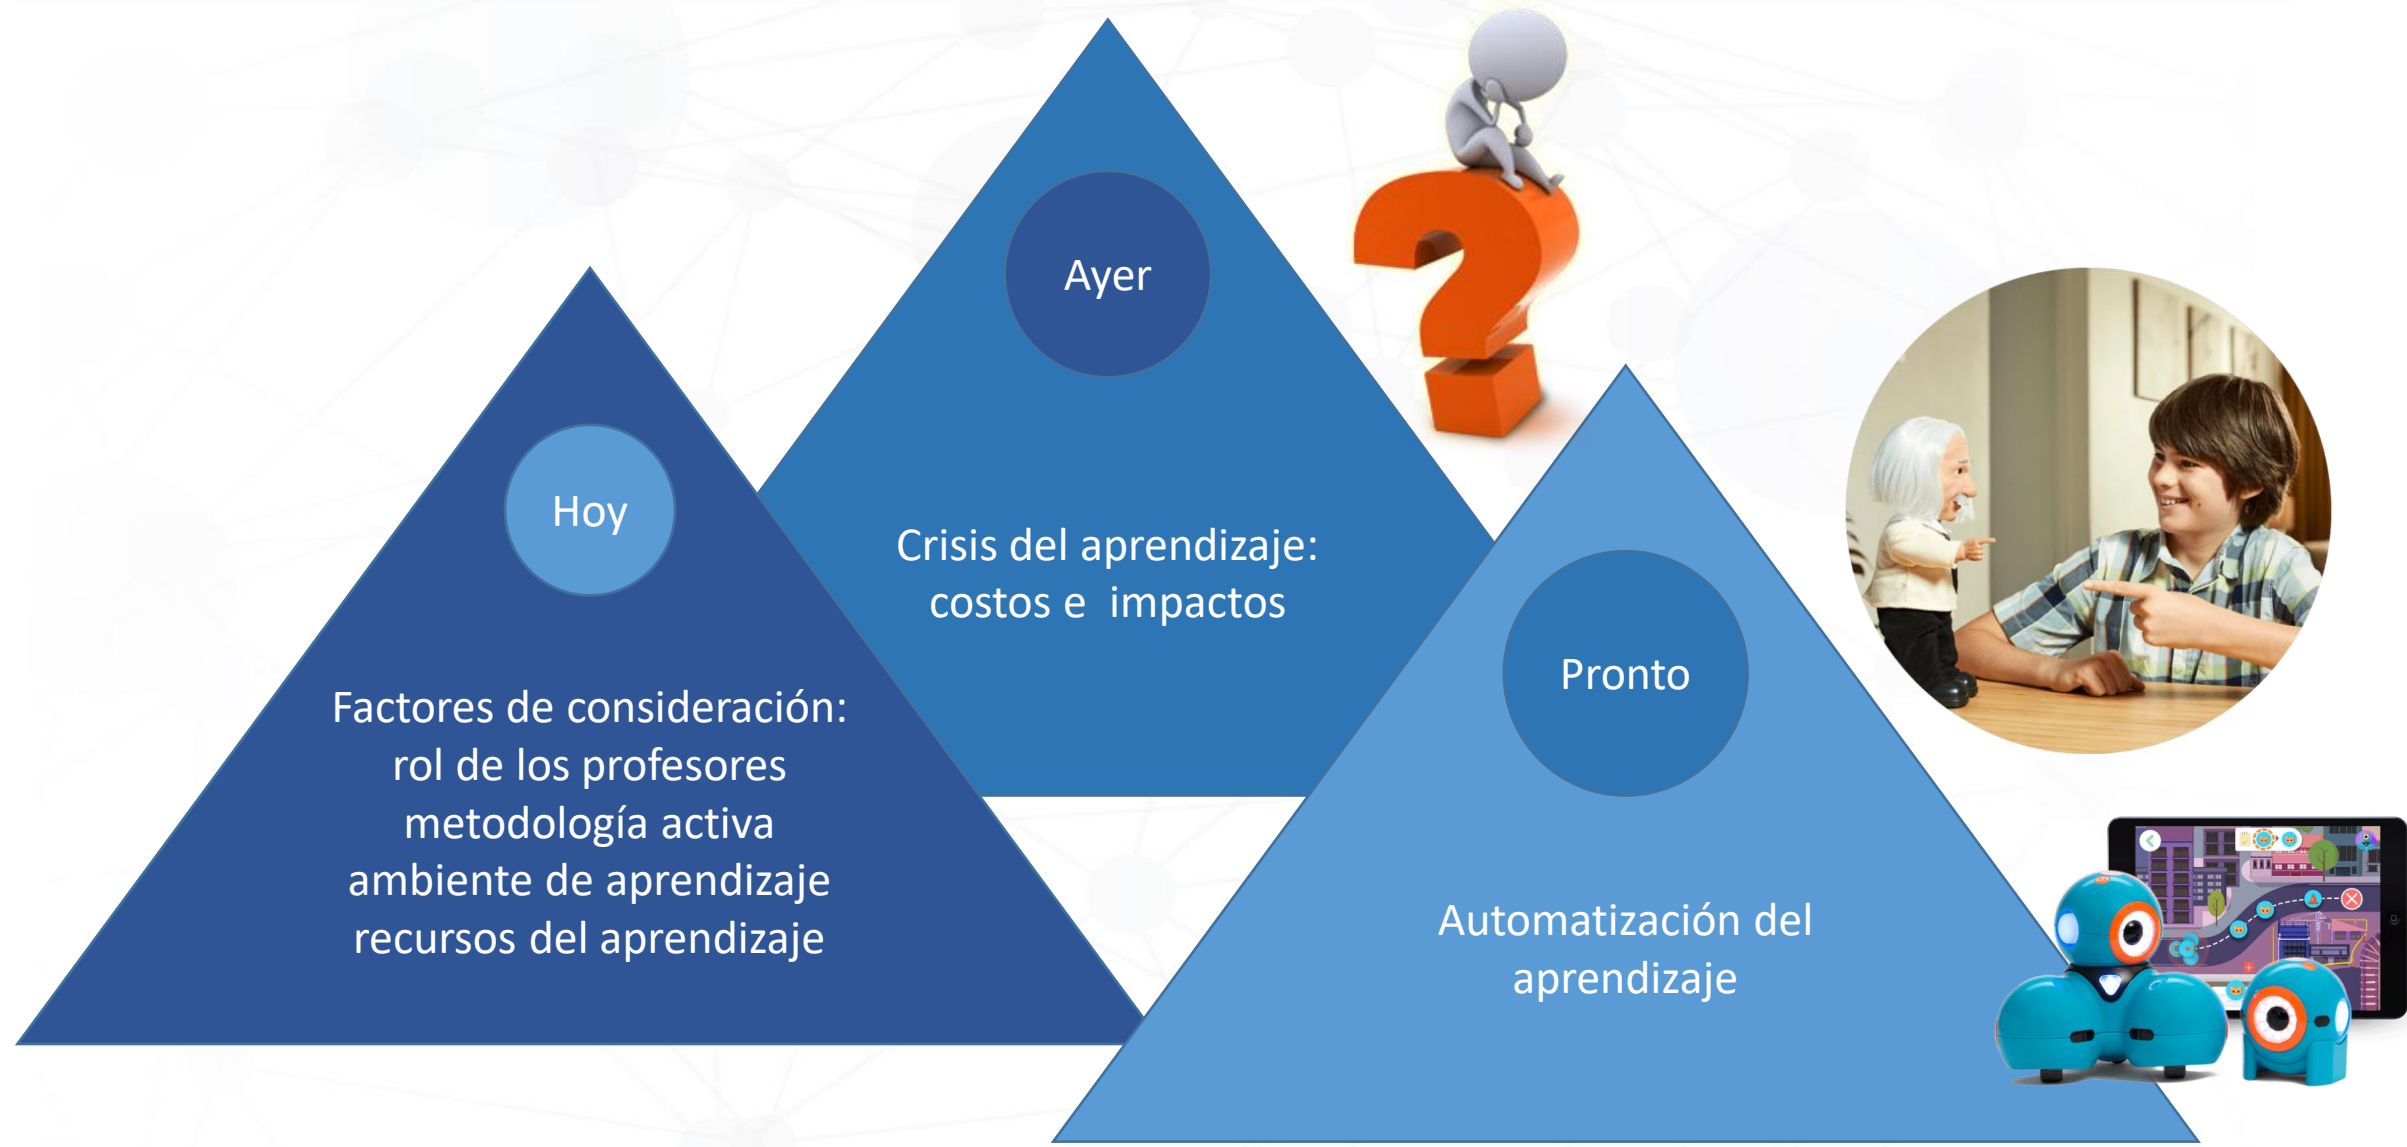 Ayer
Crisis del aprendizaje:
costos e impactos
Hoy
Factores de consideración:
rol de los profesores
metodología activa
ambiente de aprendizaje
recursos del aprendizaje
Pronto
Automatización del
aprendizaje